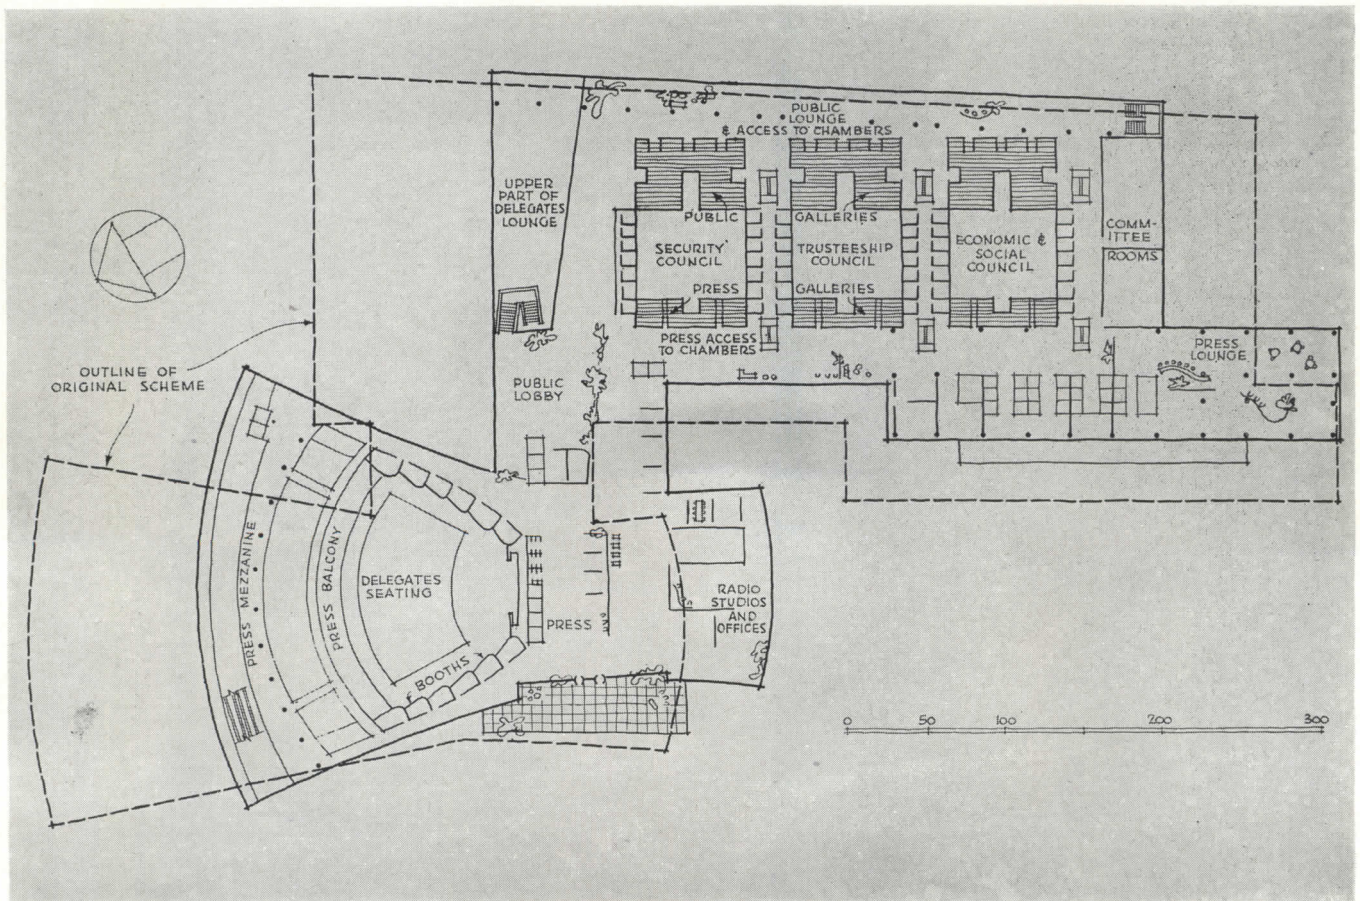 PUBLIC
LOUNGE
& ACCESS TO CHAMBERS
UPPER
PART OF
DELEGATES
LOUNGE
PUBLIC
GALLERIES
SECURITY
COUNCIL
TRUSTEESHIP
COUNCIL
ECONOMIC &
SOCIAL
COUNCIL
COMM-
ITTEE
ROOMS
PRESS
GALLERIES
PRESS ACCESS
TO CHAMBERS
PRESS
LOUNGE
OUTLINE OF
ORIGINAL SCHEME
PUBLIC
LOBBY
PRESS MEZZANINE
PRESS BALCONY
DELEGATES
SEATING
PRESS
BOOTHS
RADIO
STUDIOS
AND
OFFICES
0 50 100 200 300